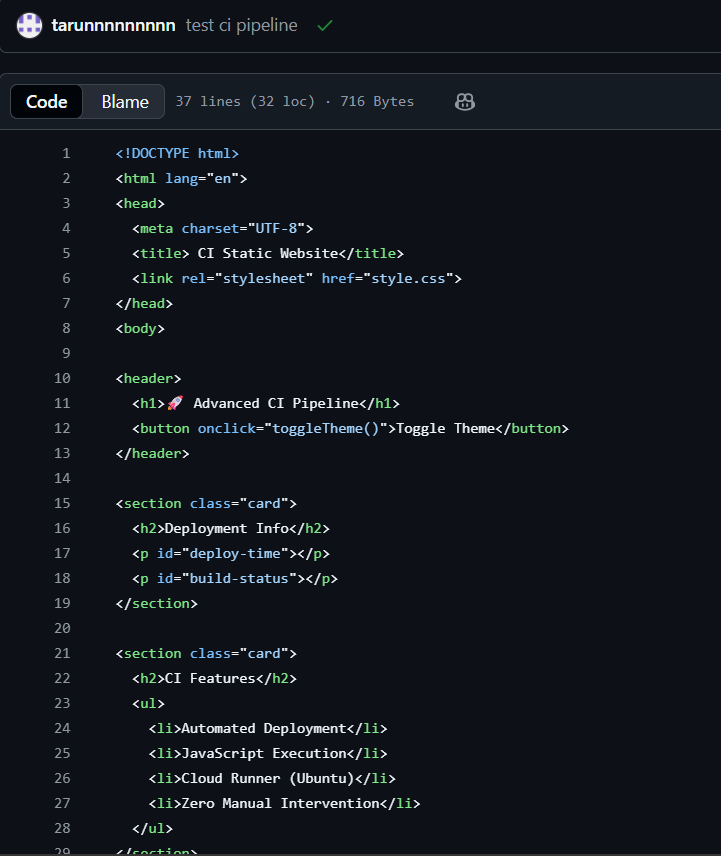 tarunnnnnnnnn test ci pipeline
Code Blame 37 lines (32 loc) · 716 Bytes
1 <!DOCTYPE html>
2 <html lang="en">
3 <head>
4   <meta charset="UTF-8">
5   <title> CI Static Website</title>
6   <link rel="stylesheet" href="style.css">
7 </head>
8 <body>
9
10 <header>
11   <h1>🚀 Advanced CI Pipeline</h1>
12   <button onclick="toggleTheme()">Toggle Theme</button>
13 </header>
14
15 <section class="card">
16   <h2>Deployment Info</h2>
17   <p id="deploy-time"></p>
18   <p id="build-status"></p>
19 </section>
20
21 <section class="card">
22   <h2>CI Features</h2>
23   <ul>
24     <li>Automated Deployment</li>
25     <li>JavaScript Execution</li>
26     <li>Cloud Runner (Ubuntu)</li>
27     <li>Zero Manual Intervention</li>
28   </ul>
29 </section>